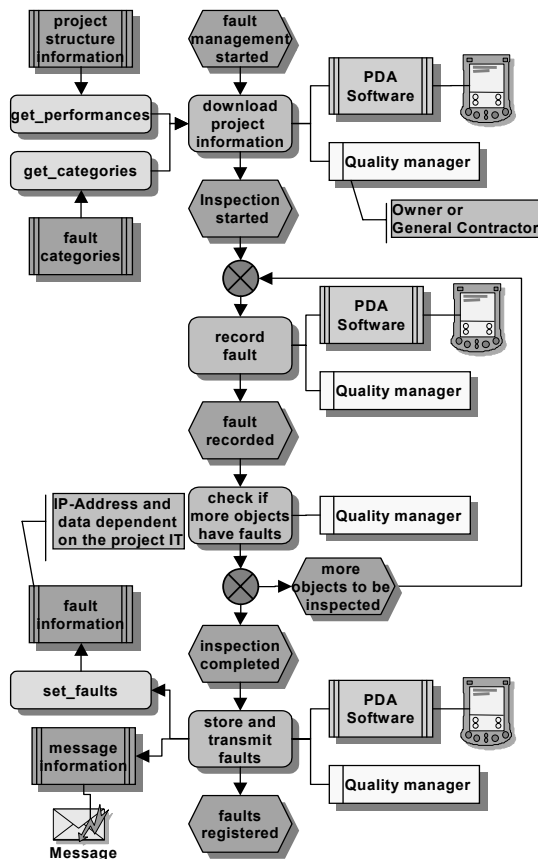 project
structure
information
fault
management
started
PDA
Software
get_performances
download
project
information
get_categories
Quality manager
Inspection
started
Owner or
General Contractor
fault
categories
record
fault
PDA
Software
Quality manager
fault
recorded
IP-Address and
data dependent
on the project IT
check if
more objects
have faults
Quality manager
fault
information
more
objects to be
inspected
inspection
completed
set_faults
store and
transmit
faults
PDA
Software
message
information
Quality manager
faults
registered
Message